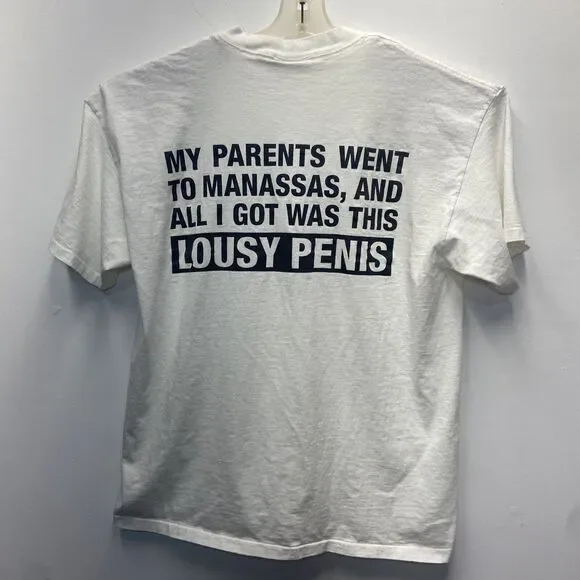 MY PARENTS WENT
TO MANASSAS, AND
ALL I GOT WAS THIS
LOUSY PENIS